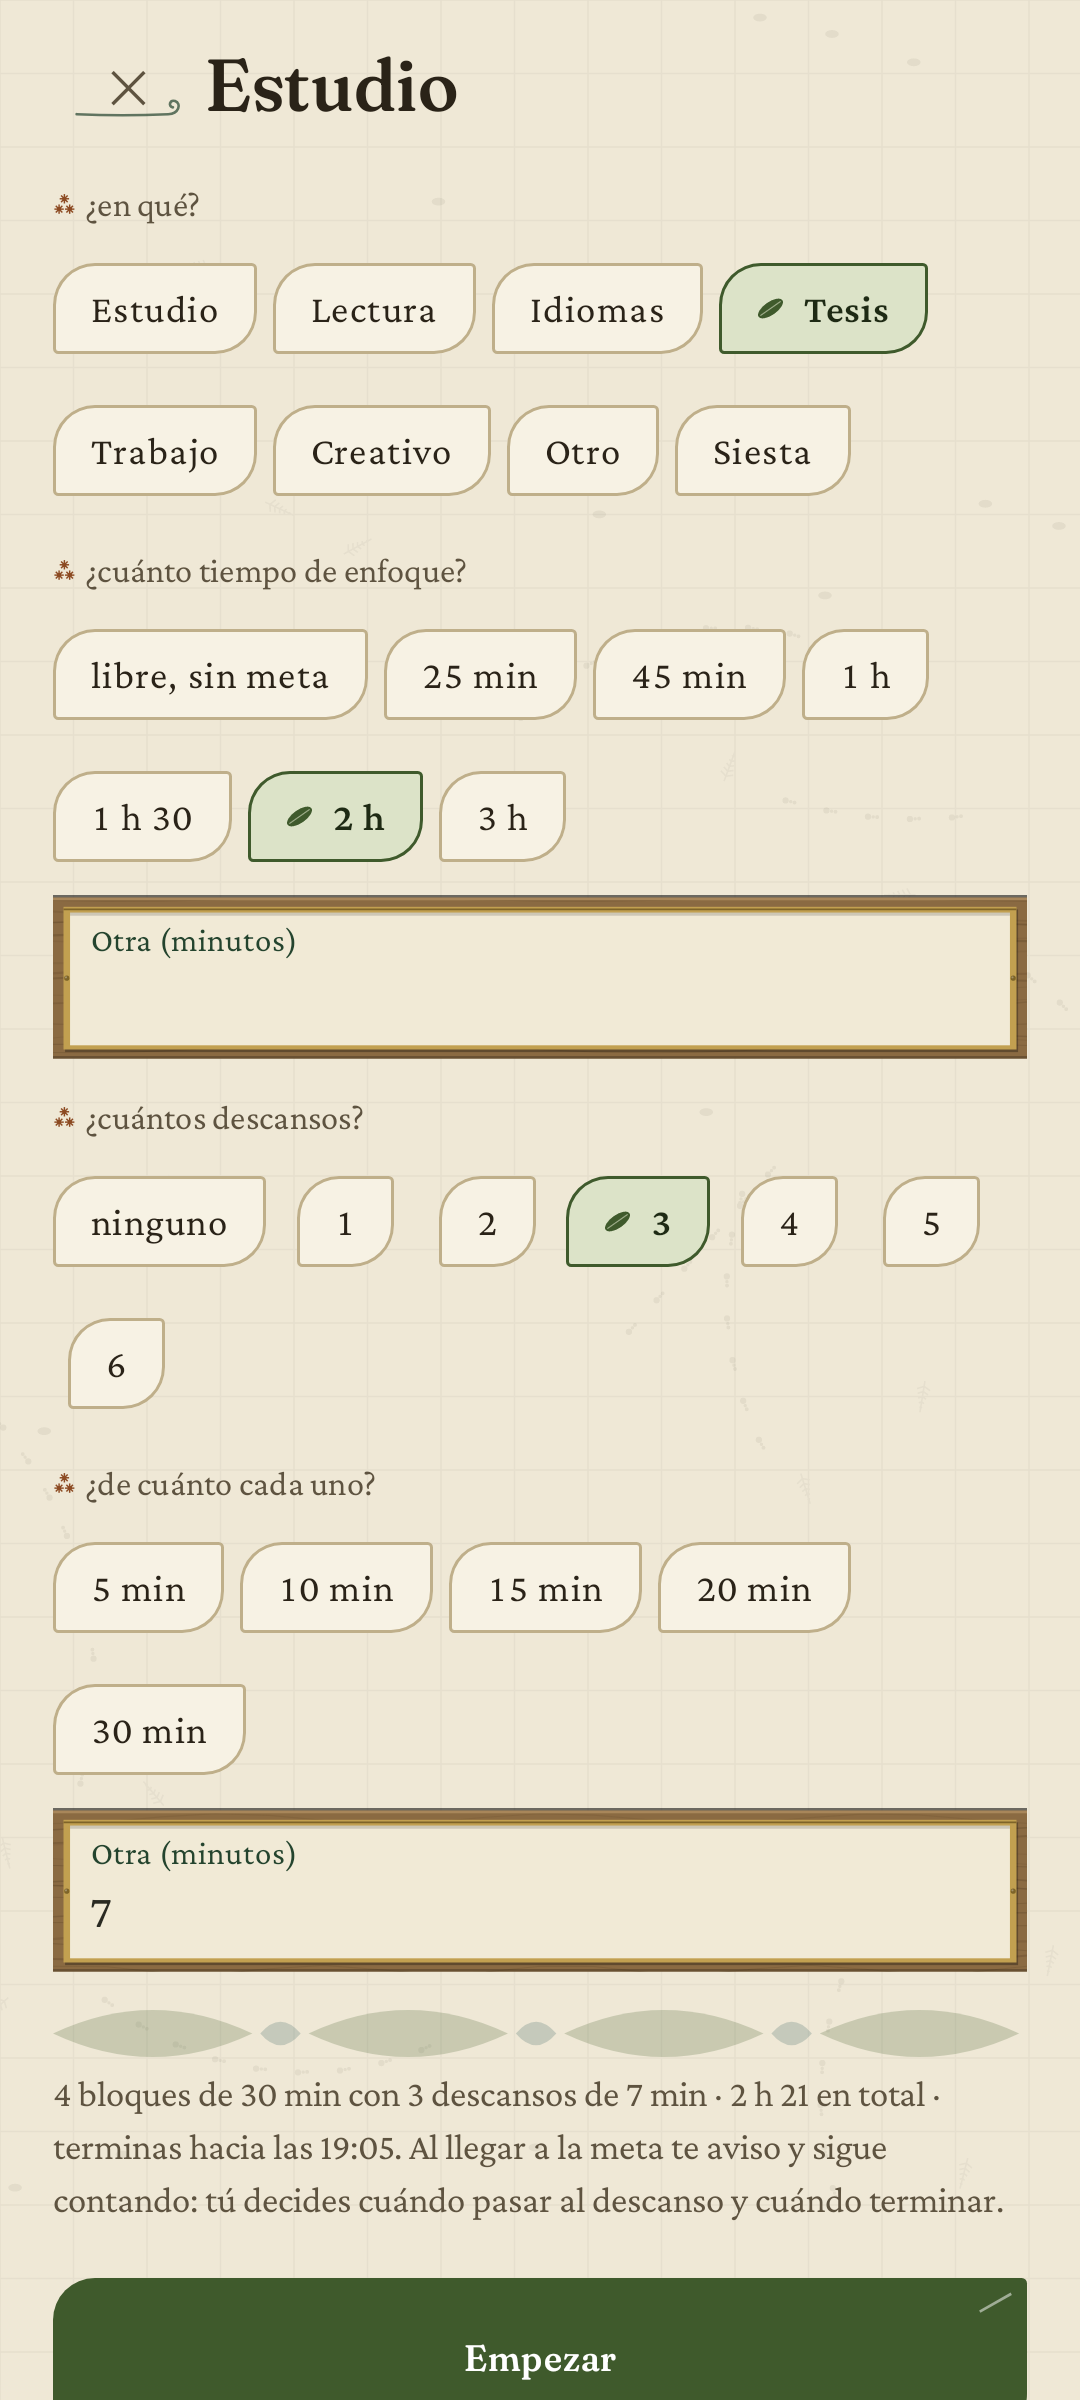 Estudio
¿en qué?
Estudio Lectura Idiomas Tesis
Trabajo Creativo Otro Siesta
¿cuánto tiempo de enfoque?
libre, sin meta 25 min 45 min 1 h
1 h 30 2 h 3 h
Otra (minutos)
¿cuántos descansos?
ninguno 1 2 3 4 5
6
¿de cuánto cada uno?
5 min 10 min 15 min 20 min
30 min
Otra (minutos)
7
4 bloques de 30 min con 3 descansos de 7 min · 2 h 21 en total ·
terminas hacia las 19:05. Al llegar a la meta te aviso y sigue
contando: tú decides cuándo pasar al descanso y cuándo terminar.
Empezar